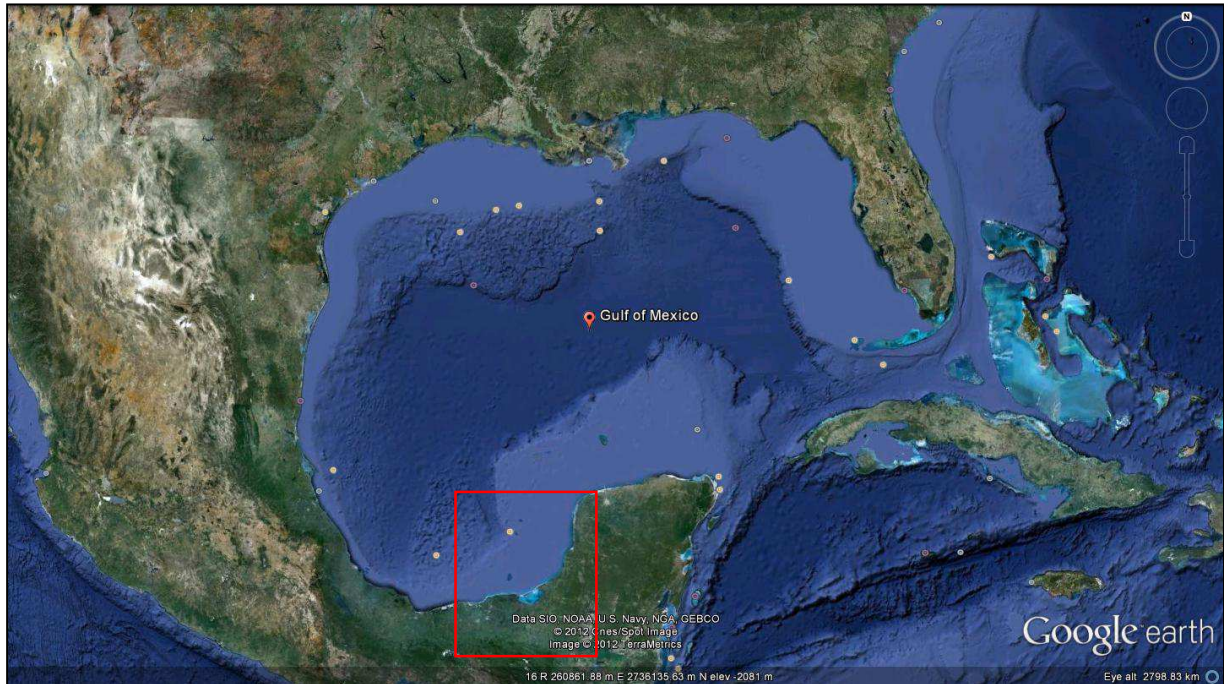 N
Gulf of Mexico
Data SIO, NOAA, U.S. Navy, NGA, GEBCO
© 2012 Cnes/Spot Image
Image © 2012 TerraMetrics
Google earth
16 R 260861.88 m E 2736135.63 m N elev -2081 m
Eye alt 2798.83 km